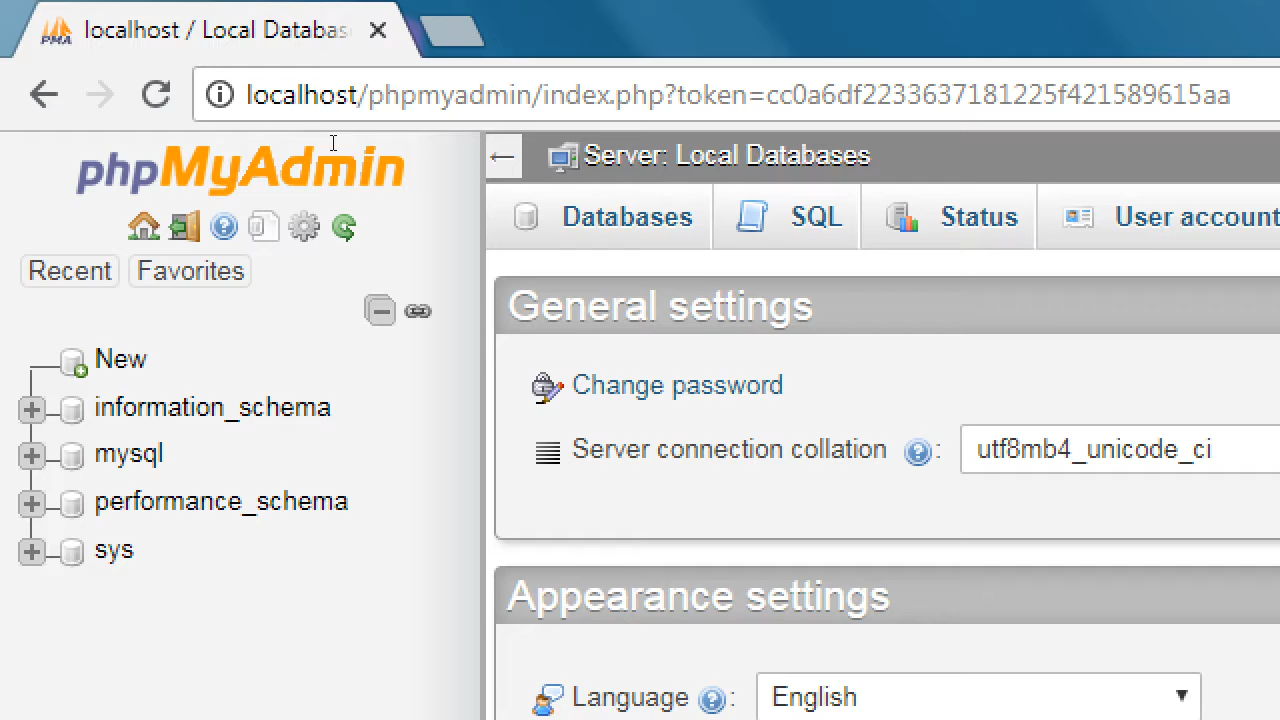 localhost / Local Databas
PMA
localhost/phpmyadmin/index.php?token=cc0a6df2233637181225f421589615aa
phpMyAdmin
Recent Favorites
New
information_schema
mysql
performance_schema
sys
Server: Local Databases
Databases SQL Status User account
General settings
Change password
Server connection collation : utf8mb4_unicode_ci
Appearance settings
Language : English